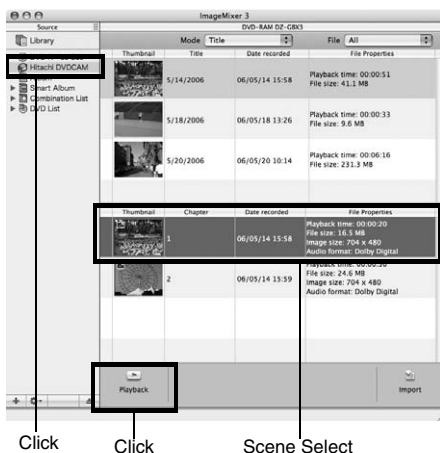 ImageMixer 3
Source
DVD-RAM DZ-GBX3
Library
Mode Title
File All
Thumbnail Title Date recorded File Properties
Hitachi DVDCAM
Smart Album
Combination List
DVD List
5/14/2006 06/05/14 15:58 Playback time: 00:00:51
File size: 41.1 MB
5/18/2006 06/05/18 13:26 Playback time: 00:00:33
File size: 9.6 MB
5/20/2006 06/05/20 10:14 Playback time: 00:06:16
File size: 231.3 MB
Thumbnail Chapter Date recorded File Properties
1 06/05/14 15:58 Playback time: 00:00:20
File size: 16.5 MB
Image size: 704 x 480
Audio format: Dolby Digital
2 06/05/14 15:59 Playback time: 00:00:30
File size: 24.6 MB
Image size: 704 x 480
Audio format: Dolby Digital
Playback
Import
Click
Click
Scene Select